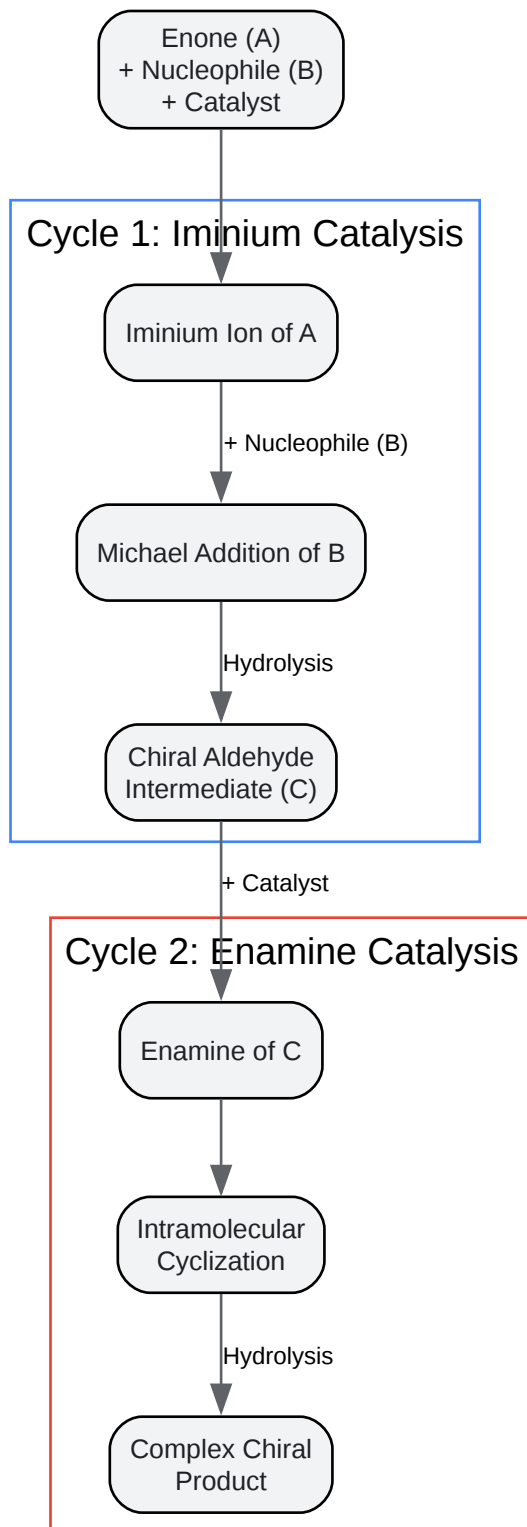 Enone (A)
+ Nucleophile (B)
+ Catalyst
Cycle 1: Iminium Catalysis
Iminium Ion of A
+ Nucleophile (B)
Michael Addition of B
Hydrolysis
Chiral Aldehyde
Intermediate (C)
+ Catalyst
Cycle 2: Enamine Catalysis
Enamine of C
Intramolecular
Cyclization
Hydrolysis
Complex Chiral
Product